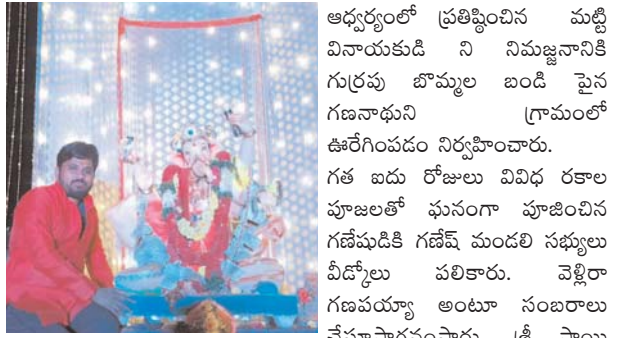 ఆధ్వర్యంలో ప్రతిష్ఠించిన మట్టి
వినాయకుడి ని నిమజ్జనానికి
గుర్రపు బొమ్మల బండి పైన
గణనాథుని గ్రామంలో
ఊరేగింపడం నిర్వహించారు.
గత ఐదు రోజులు వివిధ రకాల
పూజలతో ఘనంగా పూజించిన
గణేషుడికి గణేష్ మండలి సభ్యులు
వీడ్కోలు పలికారు. వెళ్లిరా
గణపయ్యా అంటూ సంబరాలు